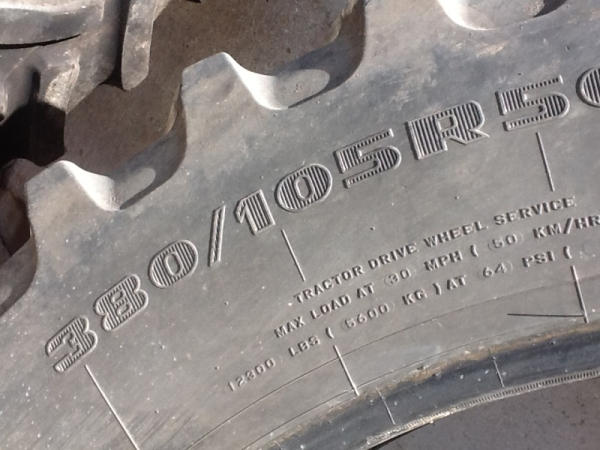 380/105R50
TRACTOR DRIVE WHEEL SERVICE
MAX LOAD AT (30) MPH ( (50) KM/HR
12300 LBS ( 5600 KG ) AT 64) PSI (